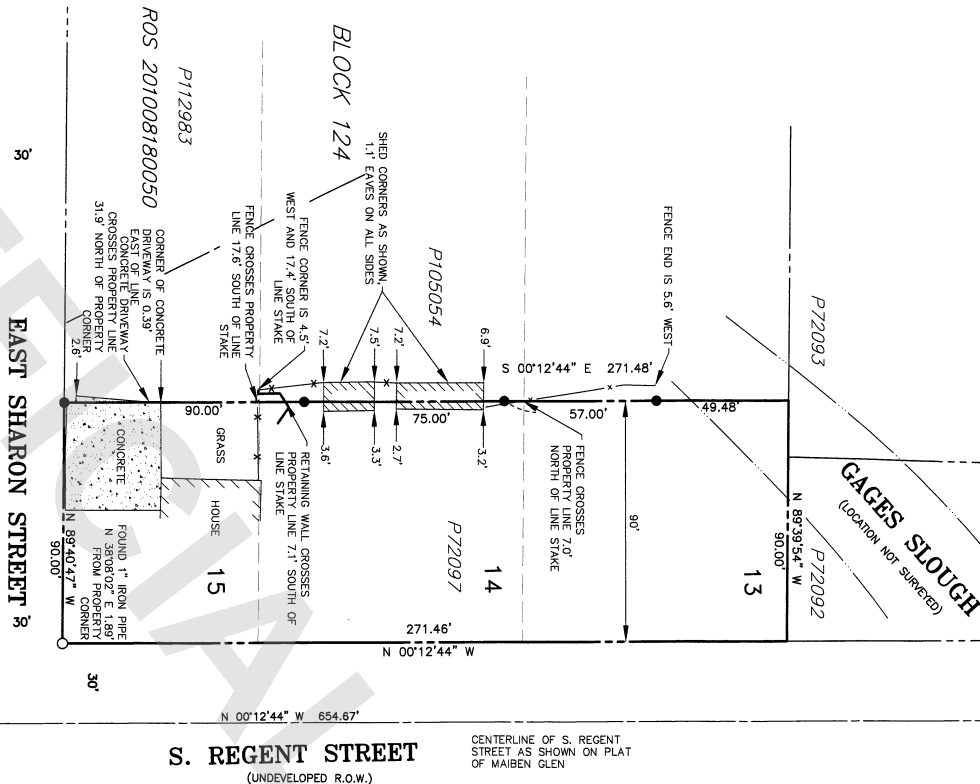 P112983
ROS 201008180050
BLOCK 124
SHED CORNERS AS SHOWN,
1.1' EAVES ON ALL SIDES
P105054
FENCE END IS 5.6' WEST
P72093
30'
CORNER OF CONCRETE
DRIVEWAY IS 0.39'
EAST OF LINE
CONCRETE DRIVEWAY
CROSSES PROPERTY LINE
31.9' NORTH OF PROPERTY
CORNER
2.6'
FENCE CROSSES PROPERTY
LINE 17.6' SOUTH OF LINE
STAKE
FENCE CORNER IS 4.5'
WEST AND 17.4' SOUTH OF
LINE STAKE
7.2'
7.5'
7.2'
6.9'
S 00°12'44" E 271.48'
90.00'
75.00'
57.00'
49.48'
3.6'
3.3'
2.7'
3.2'
FENCE CROSSES
PROPERTY LINE 7.0'
NORTH OF LINE STAKE
RETAINING WALL CROSSES
PROPERTY LINE 7.1' SOUTH OF
LINE STAKE
CONCRETE
GRASS
HOUSE
15
P72097
14
90'
13
N 89°39'54" W
90.00'
P72092
GAGES SLOUGH
(LOCATION NOT SURVEYED)
EAST SHARON STREET
30'
N 89°40'47" W
90.00'
FOUND 1" IRON PIPE
N 38°08'02" E 1.89'
FROM PROPERTY
CORNER
271.46'
N 00°12'44" W
30'
N 00°12'44" W 654.67'
S. REGENT STREET
(UNDEVELOPED R.O.W.)
CENTERLINE OF S. REGENT
STREET AS SHOWN ON PLAT
OF MAIBEN GLEN